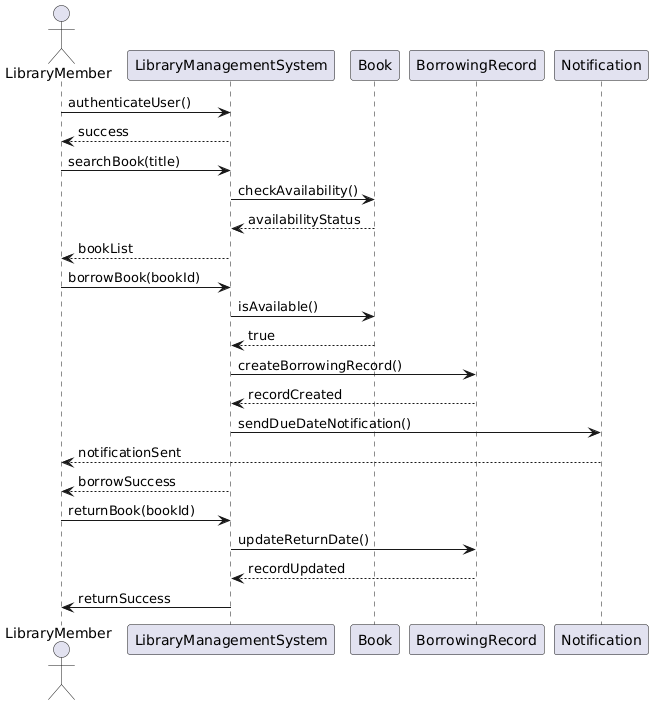 LibraryMember
LibraryManagementSystem
Book
BorrowingRecord
Notification
authenticateUser()
success
searchBook(title)
checkAvailability()
availabilityStatus
bookList
borrowBook(bookId)
isAvailable()
true
createBorrowingRecord()
recordCreated
sendDueDateNotification()
notificationSent
borrowSuccess
returnBook(bookId)
updateReturnDate()
recordUpdated
returnSuccess
LibraryMember
LibraryManagementSystem
Book
BorrowingRecord
Notification